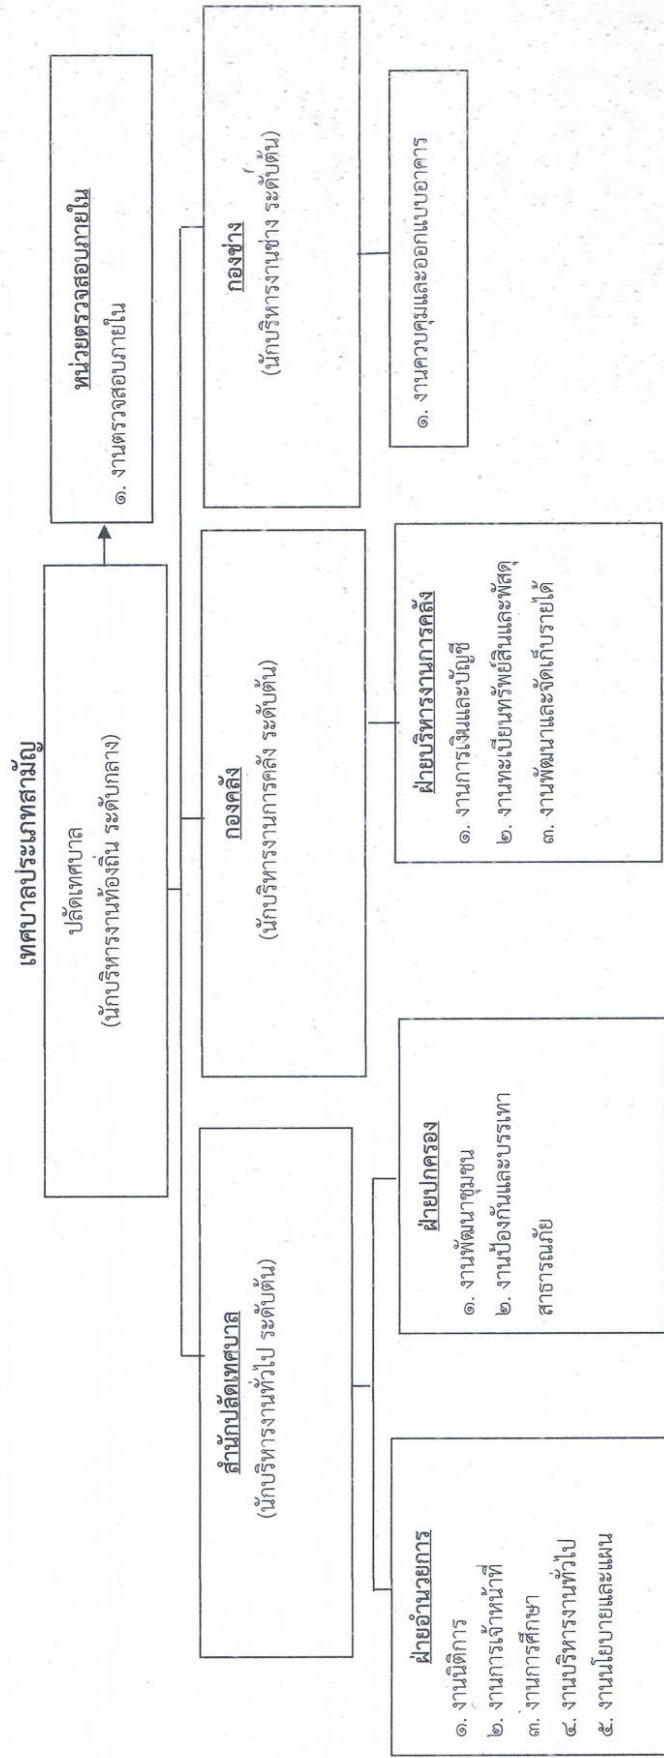 เทศบาลประเภทสามัญ
ปลัดเทศบาล
(นักบริหารงานท้องถิ่น ระดับกลาง)
หน่วยตรวจสอบภายใน
๑. งานตรวจสอบภายใน
สำนักปลัดเทศบาล
(นักบริหารงานทั่วไป ระดับต้น)
กองคลัง
(นักบริหารงานการคลัง ระดับต้น)
กองช่าง
(นักบริหารงานช่าง ระดับต้น)
ฝ่ายอำนวยการ
๑. งานนิติการ
๒. งานการเจ้าหน้าที่
๓. งานการศึกษา
๔. งานบริหารงานทั่วไป
๕. งานนโยบายและแผน
ฝ่ายปกครอง
๑. งานพัฒนาชุมชน
๒. งานป้องกันและบรรเทา
สาธารณภัย
ฝ่ายบริหารงานการคลัง
๑. งานการเงินและบัญชี
๒. งานทะเบียนทรัพย์สินและพัสดุ
๓. งานพัฒนาและจัดเก็บรายได้
๑. งานควบคุมและออกแบบอาคาร